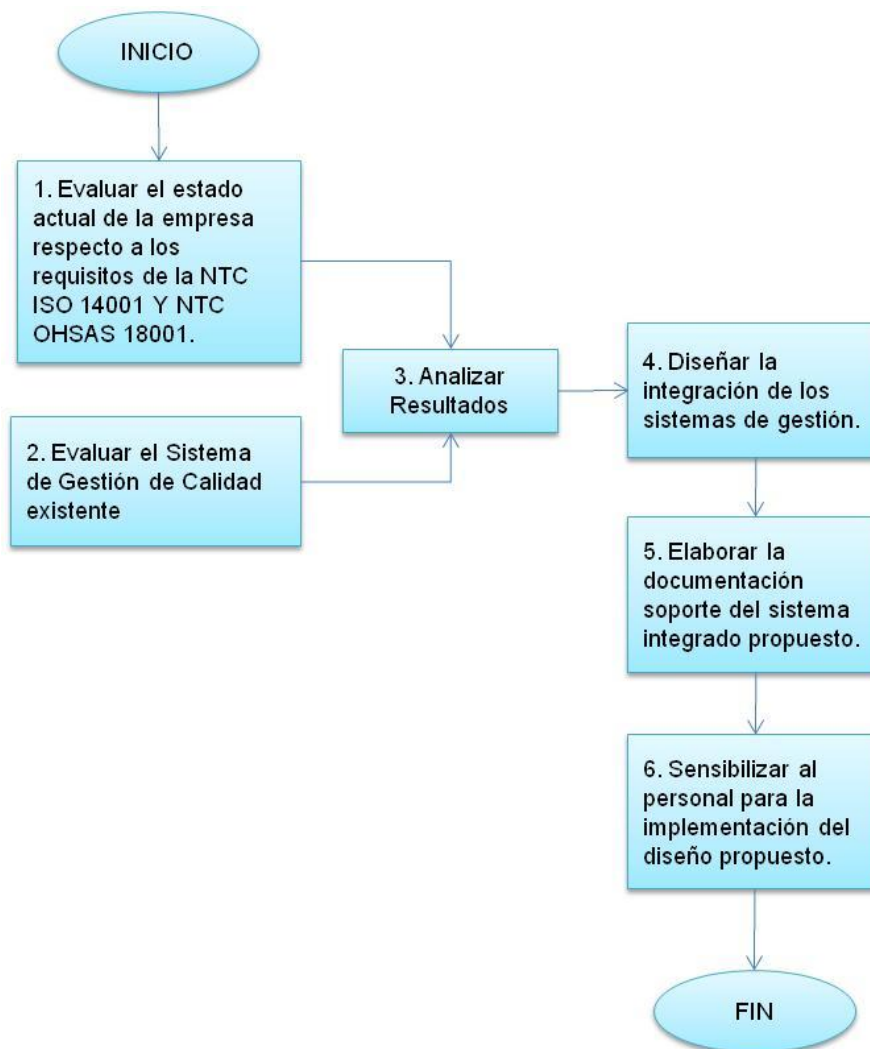 INICIO
1. Evaluar el estado
actual de la empresa
respecto a los
requisitos de la NTC
ISO 14001 Y NTC
OHSAS 18001.
2. Evaluar el Sistema
de Gestión de Calidad
existente
3. Analizar
Resultados
4. Diseñar la
integración de los
sistemas de gestión.
5. Elaborar la
documentación
soporte del sistema
integrado propuesto.
6. Sensibilizar al
personal para la
implementación del
diseño propuesto.
FIN